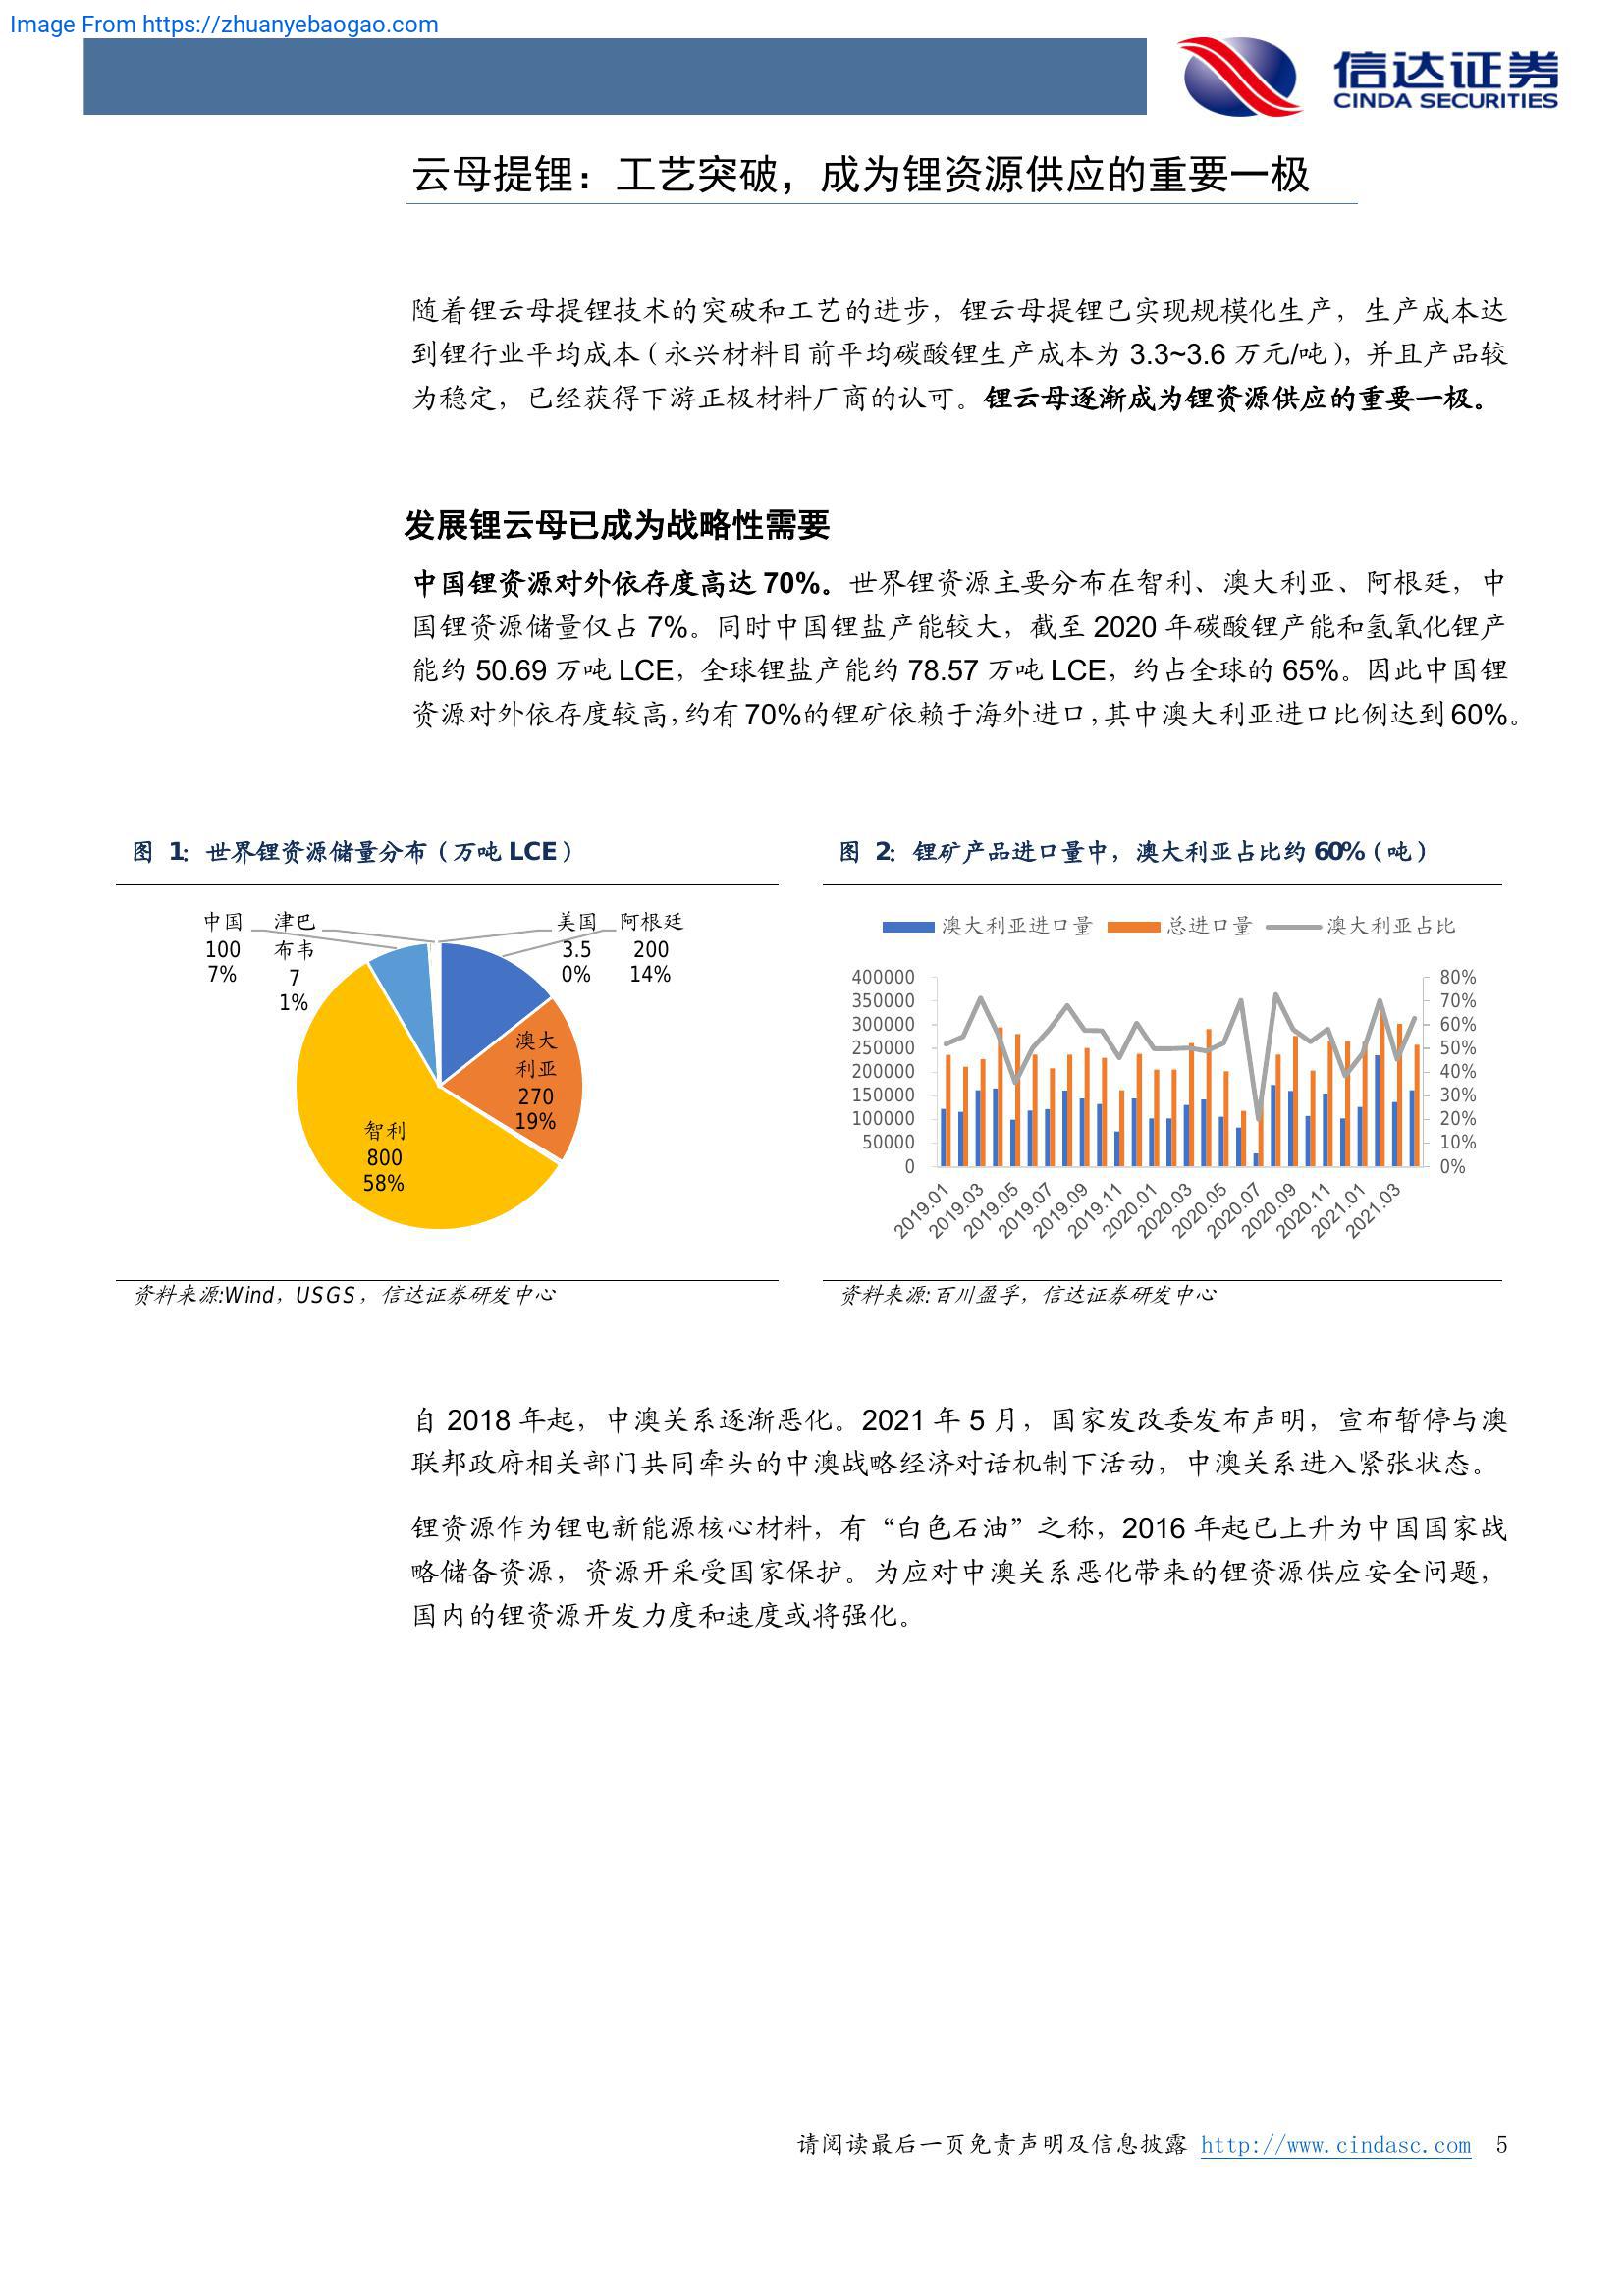 Image From https://zhuanyebaogao.com
信达证券
CINDA SECURITIES
云母提锂：工艺突破，成为锂资源供应的重要一极
随着锂云母提锂技术的突破和工艺的进步，锂云母提锂已实现规模化生产，生产成本达
到锂行业平均成本（永兴材料目前平均碳酸锂生产成本为 3.3~3.6 万元/吨），并且产品较
为稳定，已经获得下游正极材料厂商的认可。锂云母逐渐成为锂资源供应的重要一极。
发展锂云母已成为战略性需要
中国锂资源对外依存度高达 70%。世界锂资源主要分布在智利、澳大利亚、阿根廷，中
国锂资源储量仅占 7%。同时中国锂盐产能较大，截至 2020 年碳酸锂产能和氢氧化锂产
能约 50.69 万吨 LCE，全球锂盐产能约 78.57 万吨 LCE，约占全球的 65%。因此中国锂
资源对外依存度较高，约有 70%的锂矿依赖于海外进口，其中澳大利亚进口比例达到 60%。
图 1: 世界锂资源储量分布（万吨 LCE）
中国
100
7%
津巴
布韦
7
1%
美国
3.5
0%
阿根廷
200
14%
澳大
利亚
270
19%
智利
800
58%
资料来源:Wind，USGS，信达证券研发中心
图 2: 锂矿产品进口量中，澳大利亚占比约 60%（吨）
澳大利亚进口量 总进口量 澳大利亚占比
400000
350000
300000
250000
200000
150000
100000
50000
0
80%
70%
60%
50%
40%
30%
20%
10%
0%
2019.01
2019.03
2019.05
2019.07
2019.09
2019.11
2020.01
2020.03
2020.05
2020.07
2020.09
2020.11
2021.01
2021.03
资料来源:百川盈孚，信达证券研发中心
自 2018 年起，中澳关系逐渐恶化。2021 年 5 月，国家发改委发布声明，宣布暂停与澳
联邦政府相关部门共同牵头的中澳战略经济对话机制下活动，中澳关系进入紧张状态。
锂资源作为锂电新能源核心材料，有“白色石油”之称，2016 年起已上升为中国国家战
略储备资源，资源开采受国家保护。为应对中澳关系恶化带来的锂资源供应安全问题，
国内的锂资源开发力度和速度或将强化。
请阅读最后一页免责声明及信息披露 http://www.cindasc.com 5